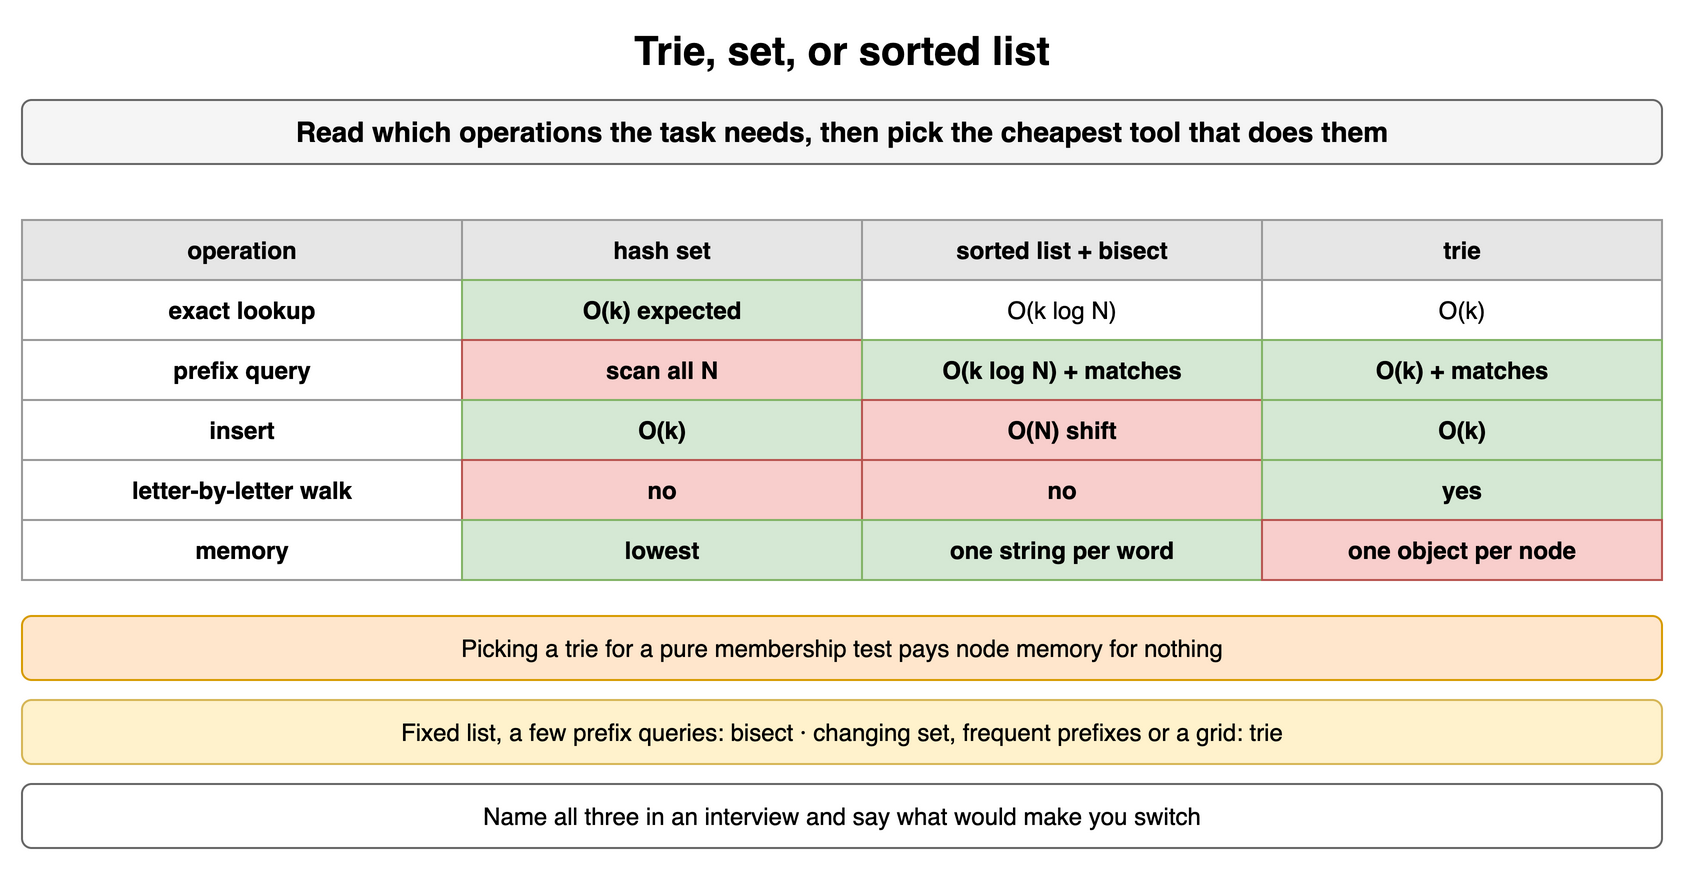 Trie, set, or sorted list
Read which operations the task needs, then pick the cheapest tool that does them
operation hash set sorted list + bisect trie
exact lookup O(k) expected O(k log N) O(k)
prefix query scan all N O(k log N) + matches O(k) + matches
insert O(k) O(N) shift O(k)
letter-by-letter walk no no yes
memory lowest one string per word one object per node
Picking a trie for a pure membership test pays node memory for nothing
Fixed list, a few prefix queries: bisect · changing set, frequent prefixes or a grid: trie
Name all three in an interview and say what would make you switch